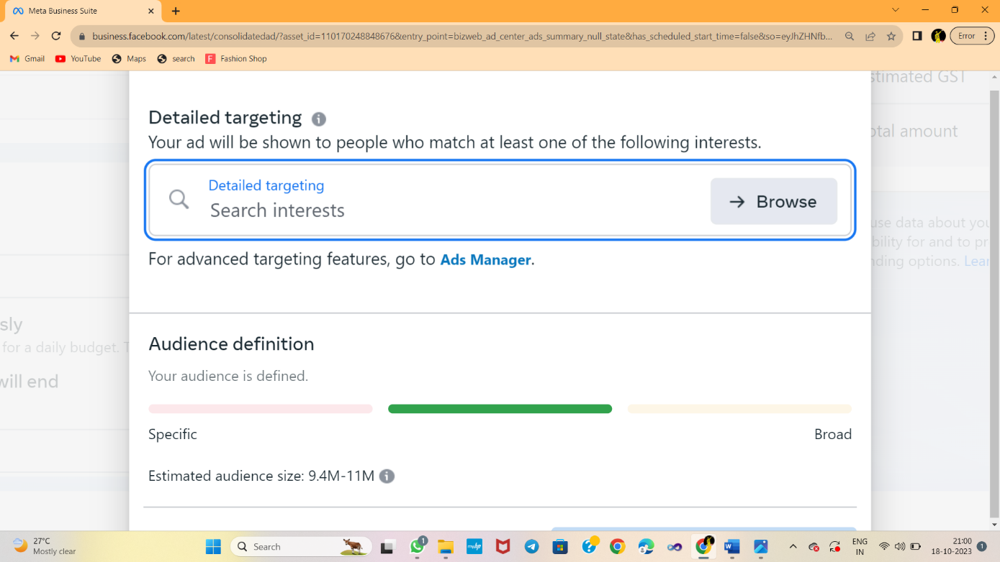 Meta Business Suite
business.facebook.com/latest/consolidatedad/?asset_id=110170248848676&entry_point=bizweb_ad_center_ads_summary_null_state&has_scheduled_start_time=false&so=eyJhZHNfb...
Error
Gmail
YouTube
Maps
search
F Fashion Shop
stimated GST
otal amount
use data about you
bility for and to pr
nding options. Lear
sly
for a daily budget. T
will end
Detailed targeting
Your ad will be shown to people who match at least one of the following interests.
Detailed targeting
Search interests
Browse
For advanced targeting features, go to Ads Manager.
Audience definition
Your audience is defined.
Specific
Broad
Estimated audience size: 9.4M-11M
27°C
Mostly clear
Search
1
ENG
IN
21:00
18-10-2023
1